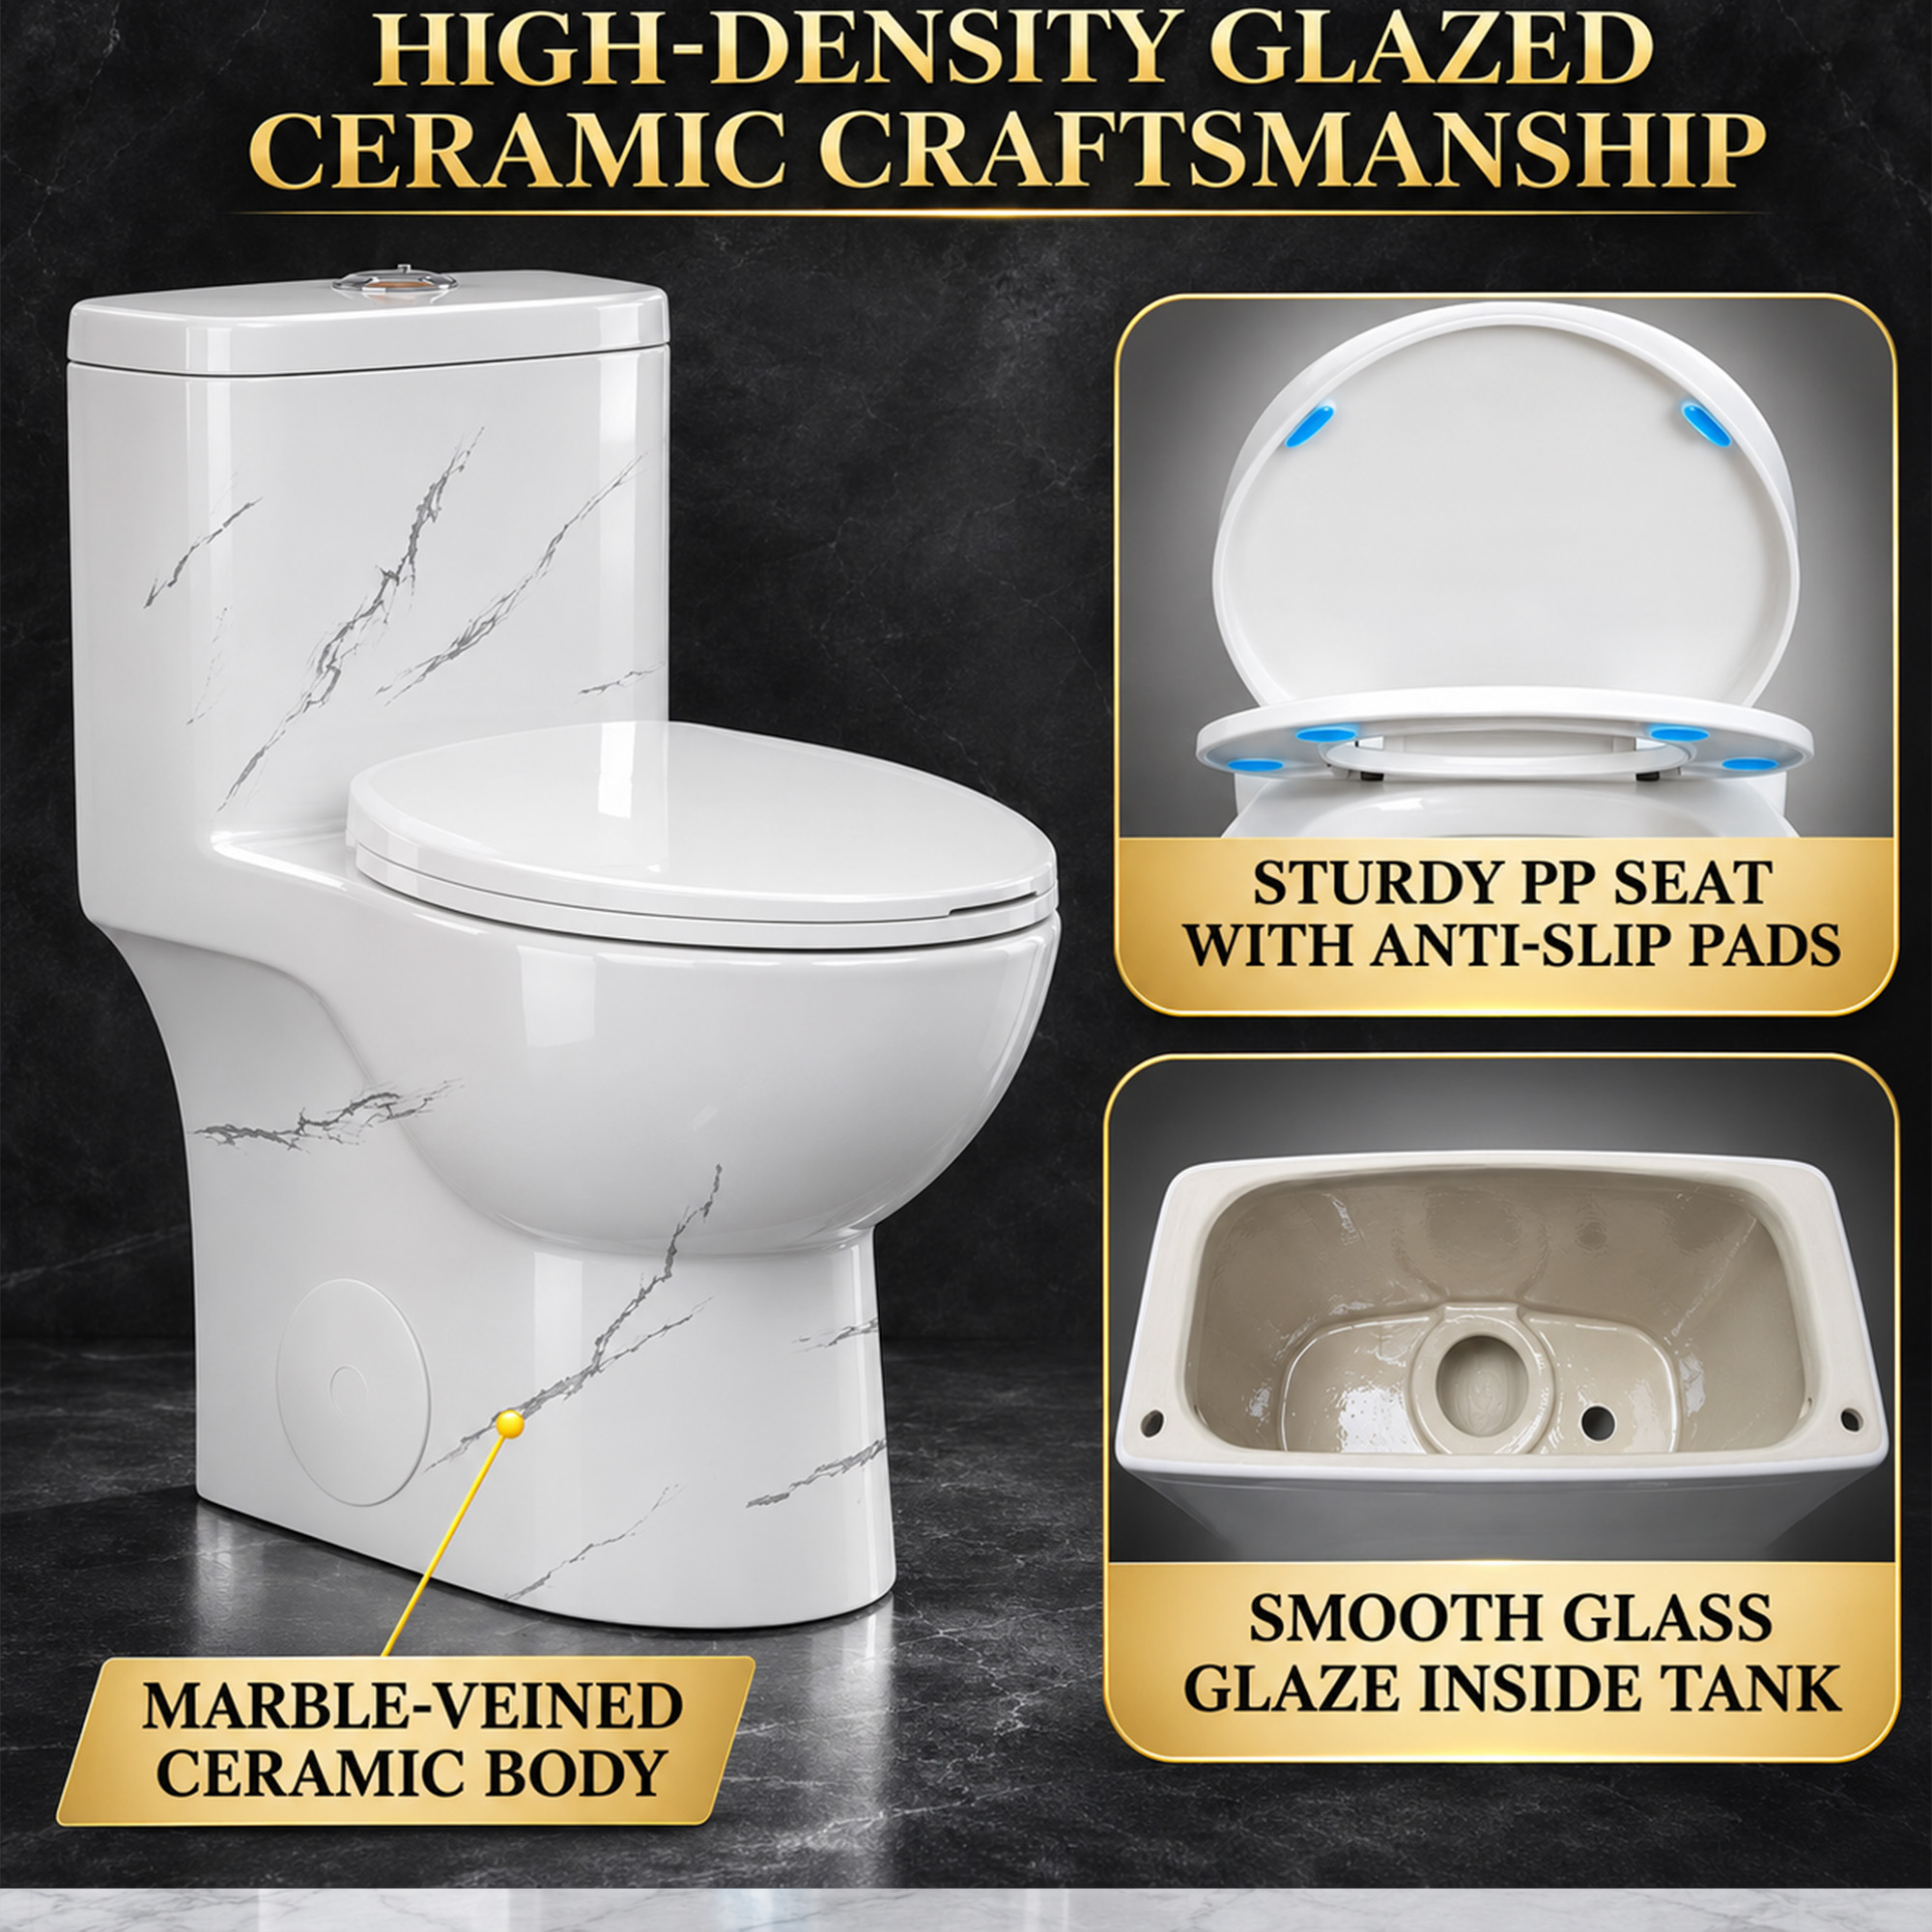 HIGH-DENSITY GLAZED
CERAMIC CRAFTSMANSHIP
STURDY PP SEAT
WITH ANTI-SLIP PADS
SMOOTH GLASS
GLAZE INSIDE TANK
MARBLE-VEINED
CERAMIC BODY